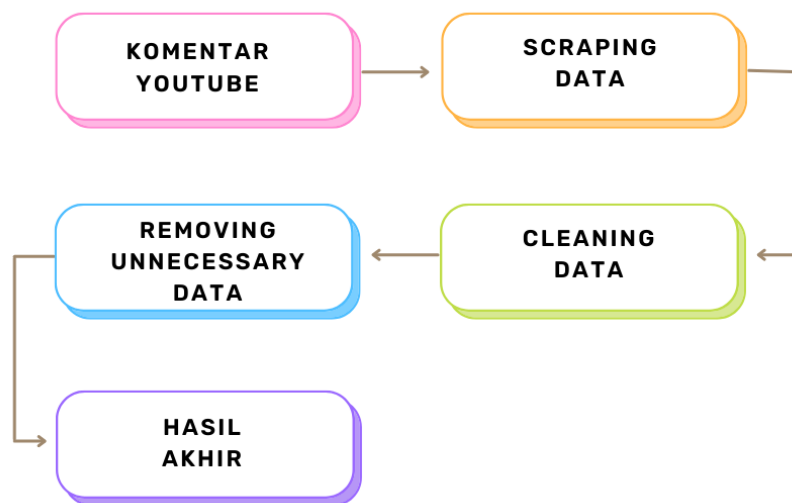 KOMENTAR
YOUTUBE
SCRAPING
DATA
CLEANING
DATA
REMOVING
UNNECESSARY
DATA
HASIL
AKHIR